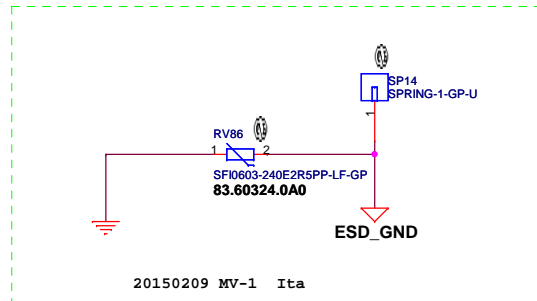 SP14
SPRING-1-GP-U
1
RV86
1
2
SFI0603-240E2R5PP-LF-GP
83.60324.0A0
ESD_GND
20150209 MV-1 Ita